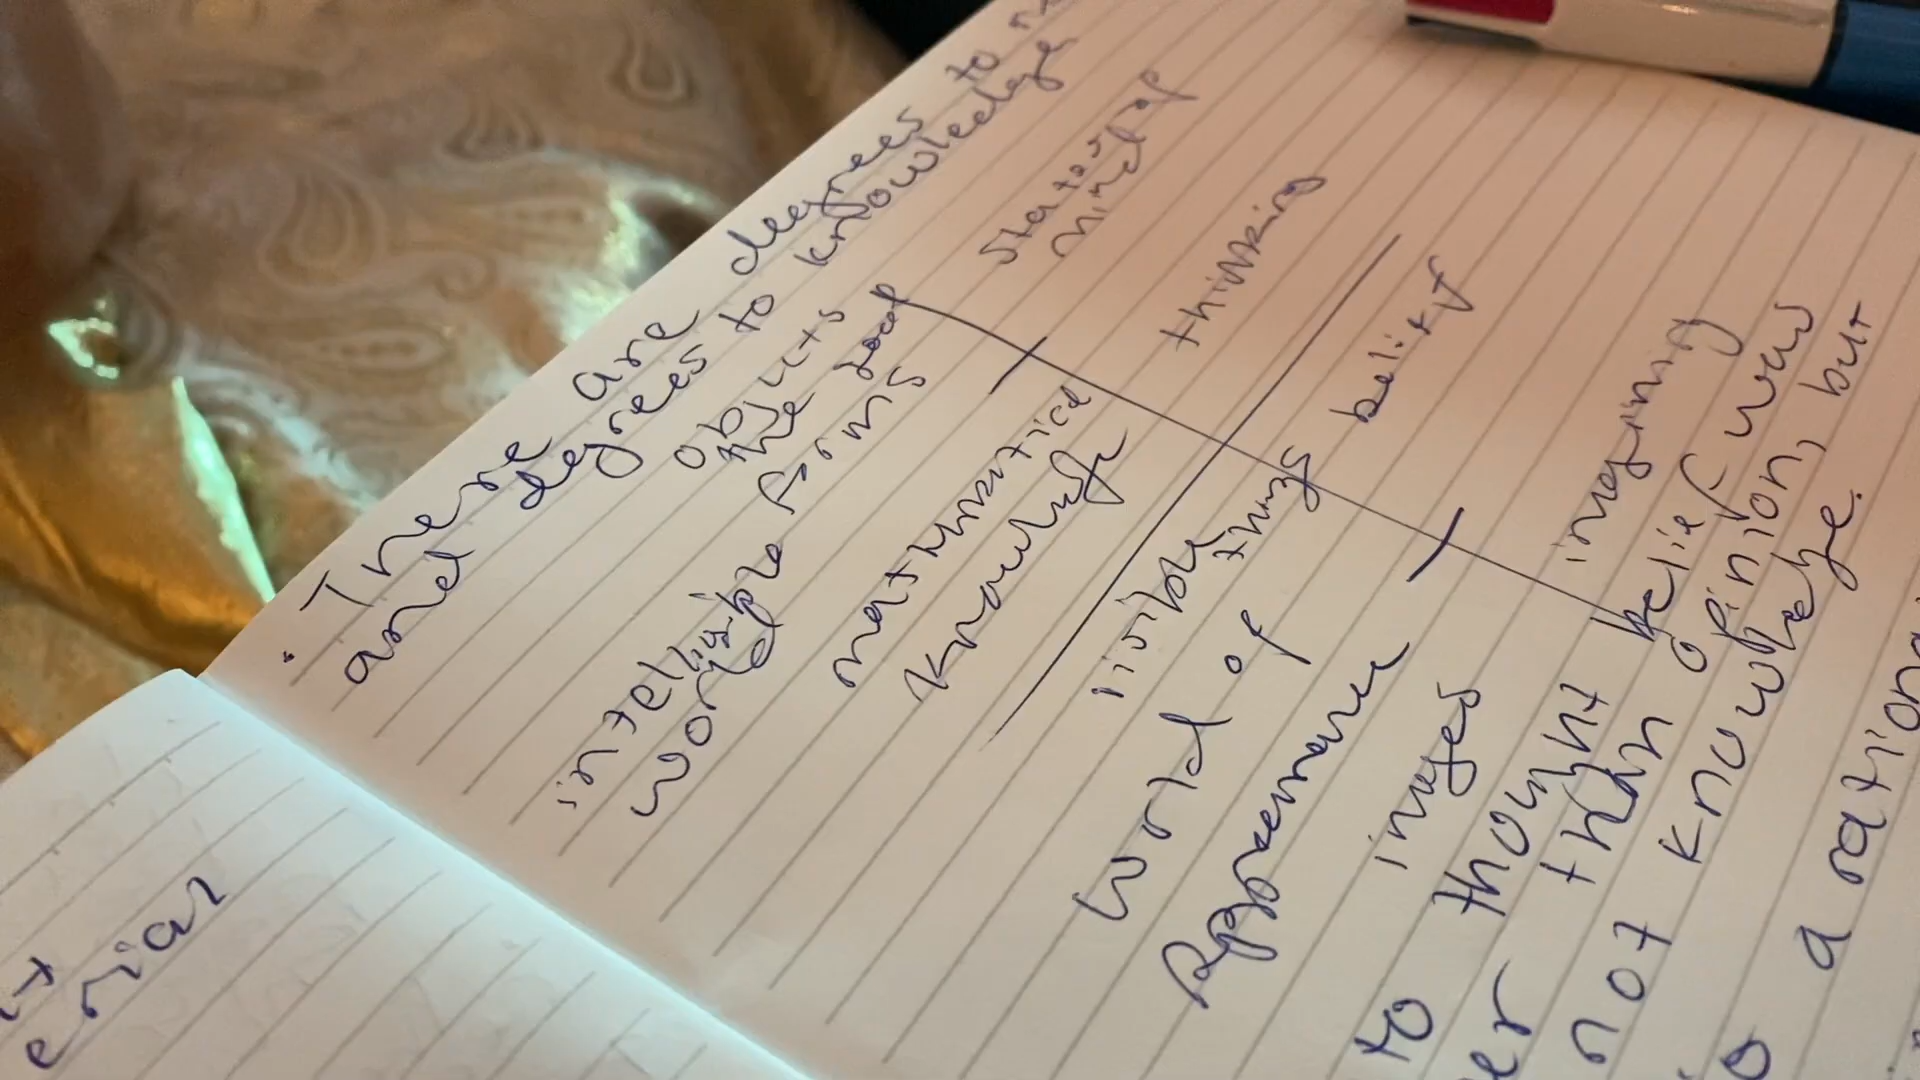 . There are degrees to
and degrees to knowledge
objects
the Good
states of
mind
intelligible forms
world
thinking
mathematical
knowledge
visible things
belief
world of
Appearance
images
imagining
to thought belief was
er than opinion, but
not knowledge.
a